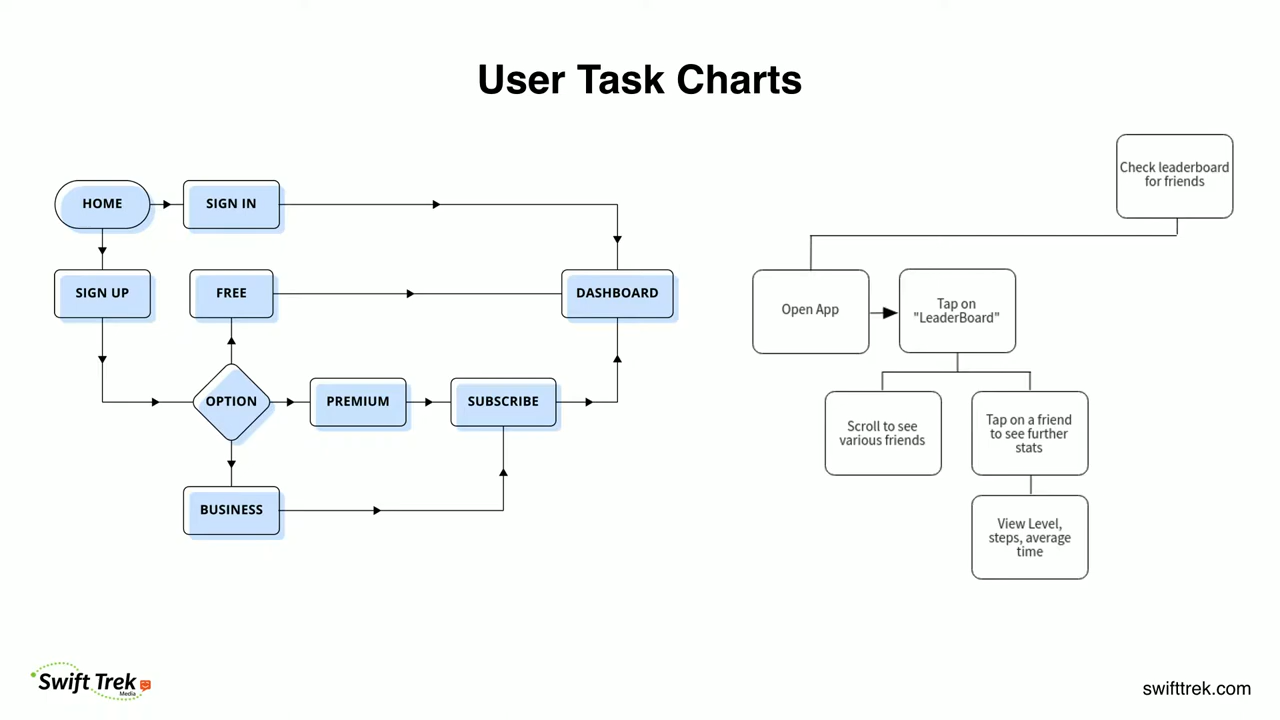 User Task Charts
HOME
SIGN IN
SIGN UP
FREE
DASHBOARD
OPTION
PREMIUM
SUBSCRIBE
BUSINESS
Check leaderboard
for friends
Open App
Tap on
"LeaderBoard"
Scroll to see
various friends
Tap on a friend
to see further
stats
View Level,
steps, average
time
Swift Trek
Media
swifttrek.com